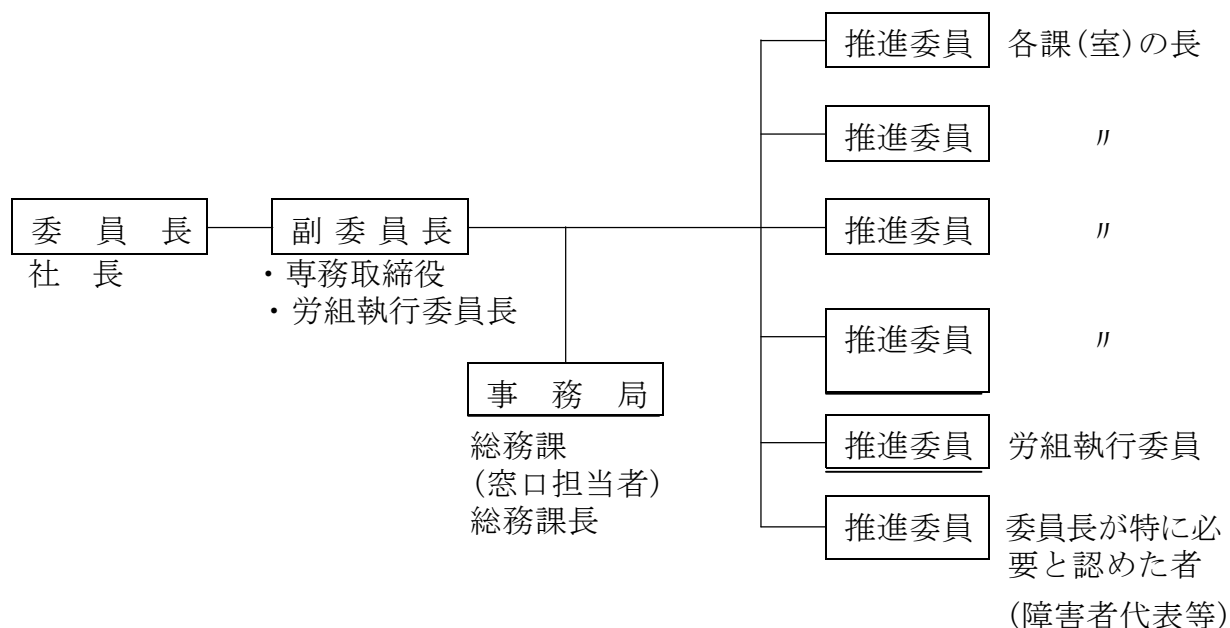 推進委員 各課(室)の長
推進委員 〃
推進委員 〃
委員長
社長
副委員長
・専務取締役
・労組執行委員長
推進委員 〃
事務局
総務課
(窓口担当者)
総務課長
推進委員 労組執行委員
推進委員 委員長が特に必
要と認めた者
(障害者代表等)